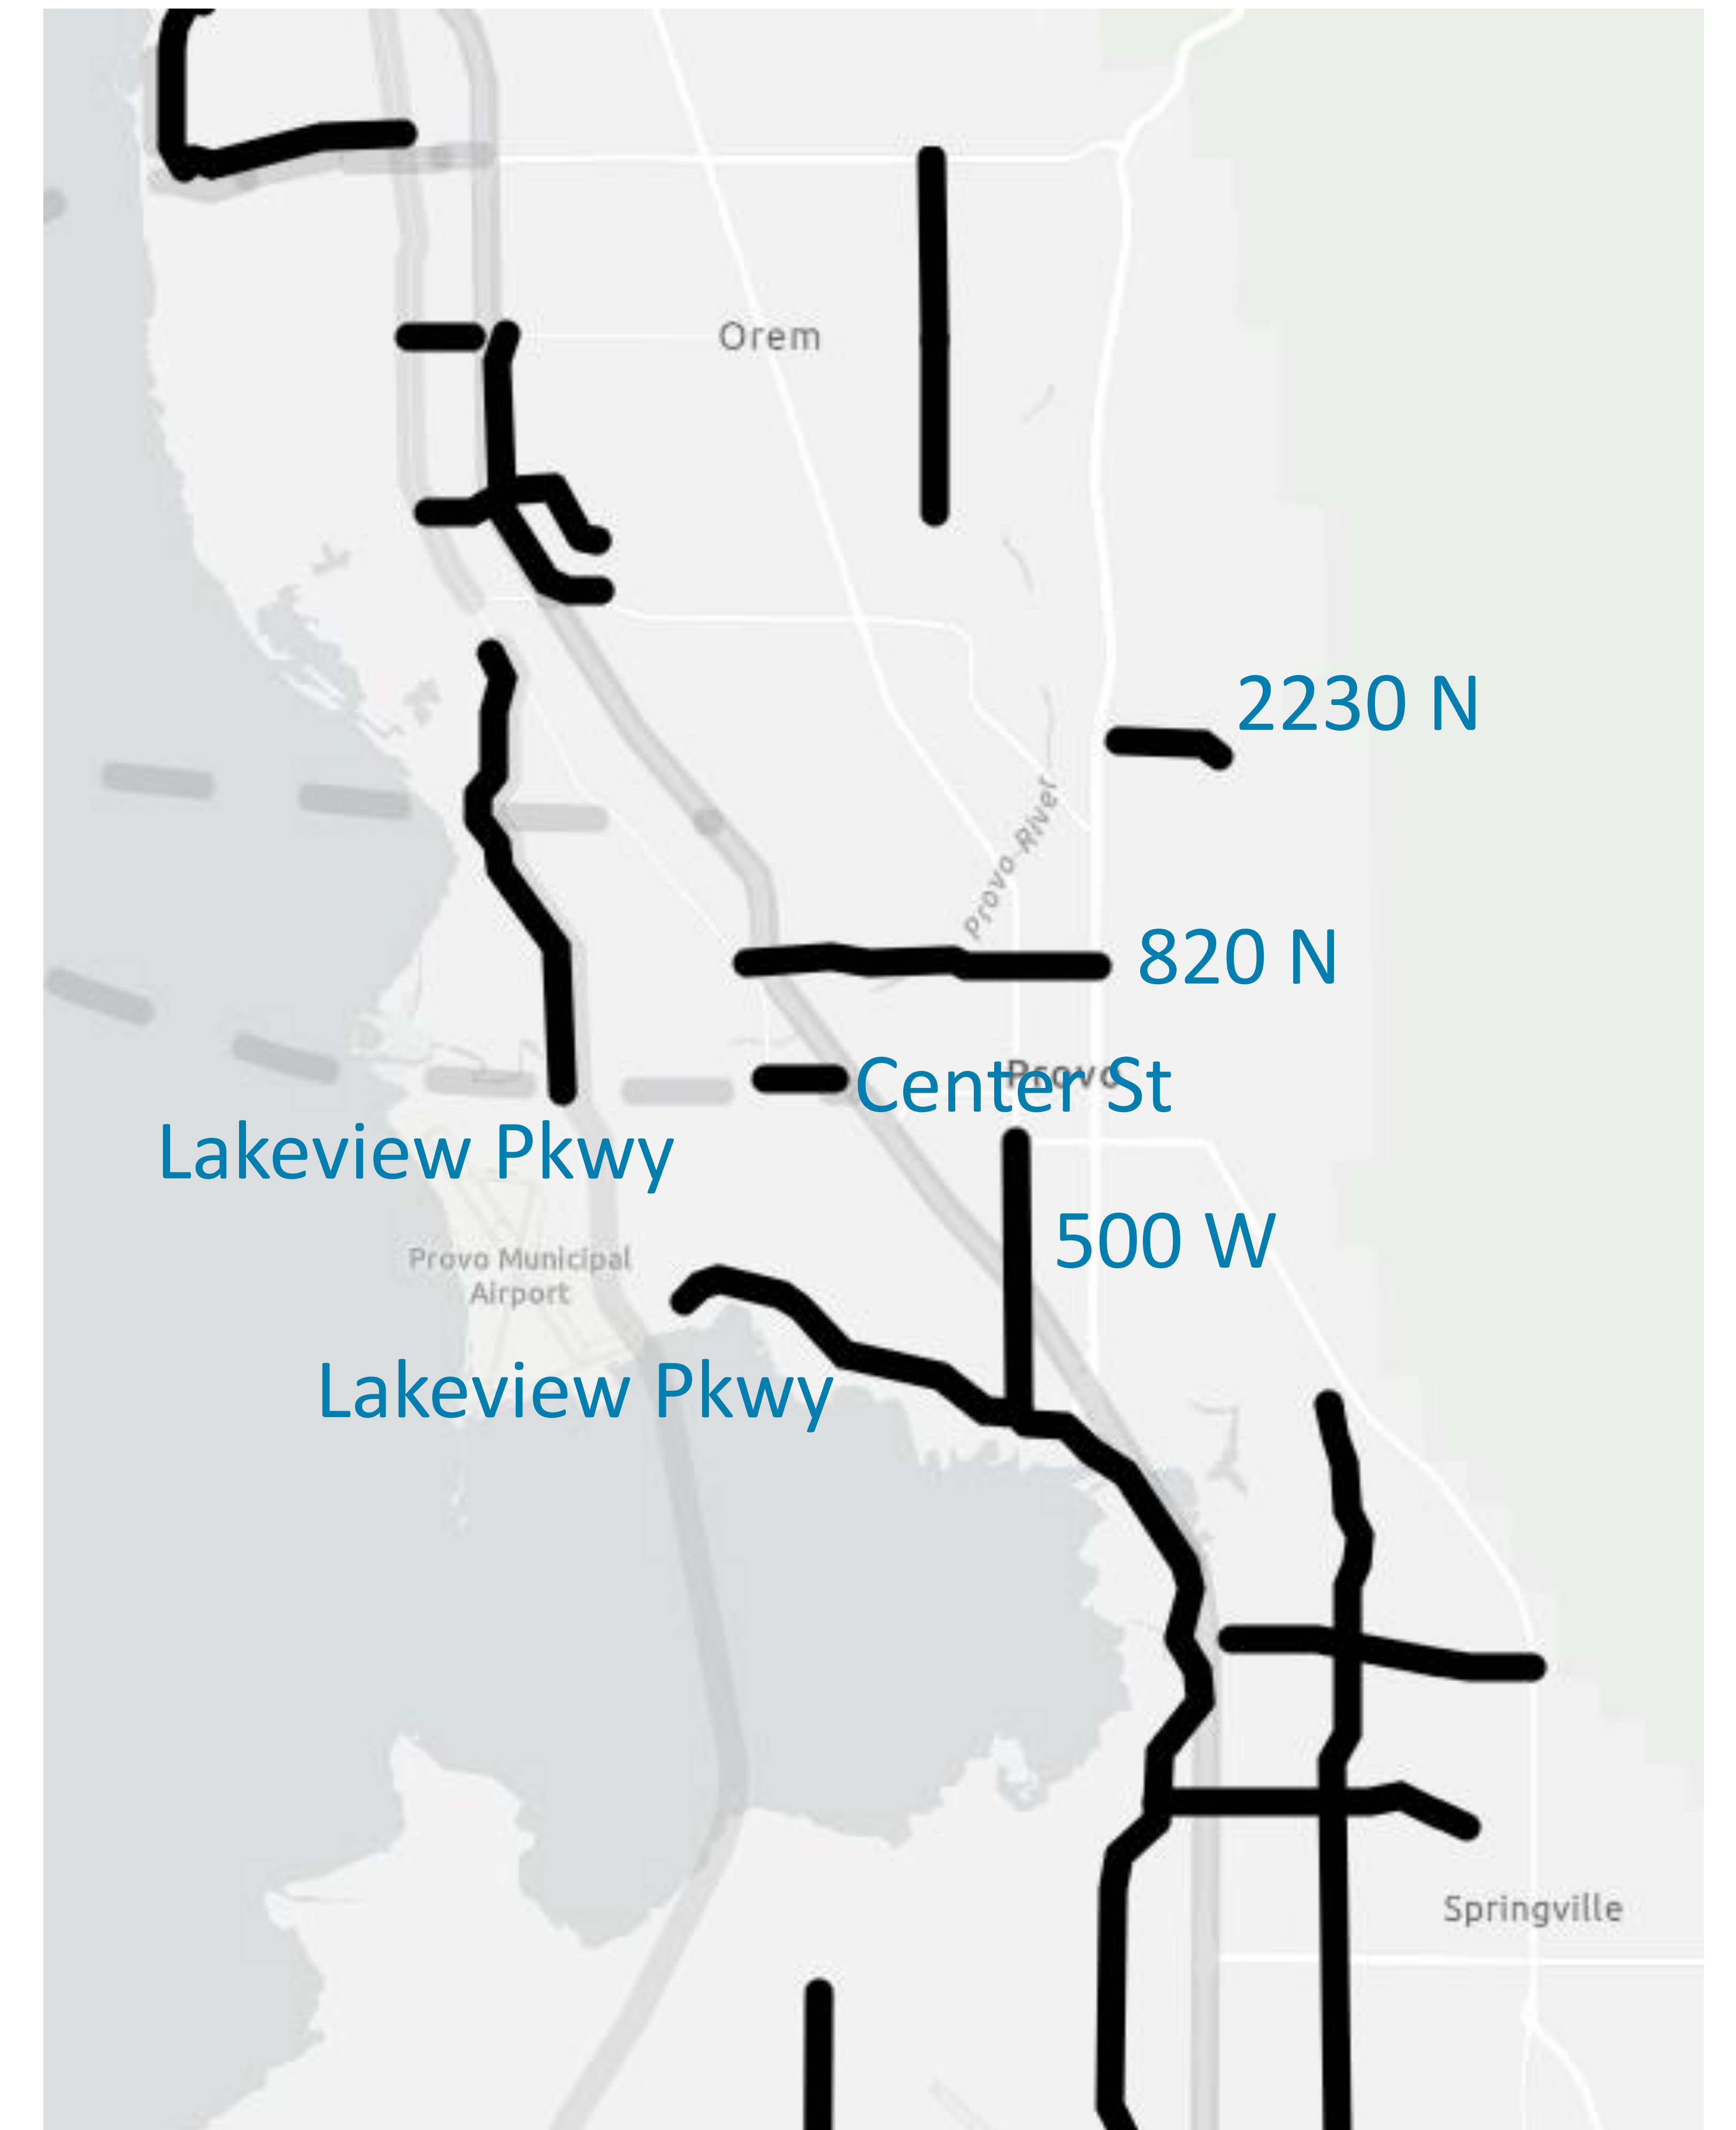 Orem
2230 N
Provo River
820 N
Provo
Center St
Lakeview Pkwy
500 W
Provo Municipal
Airport
Lakeview Pkwy
Springville